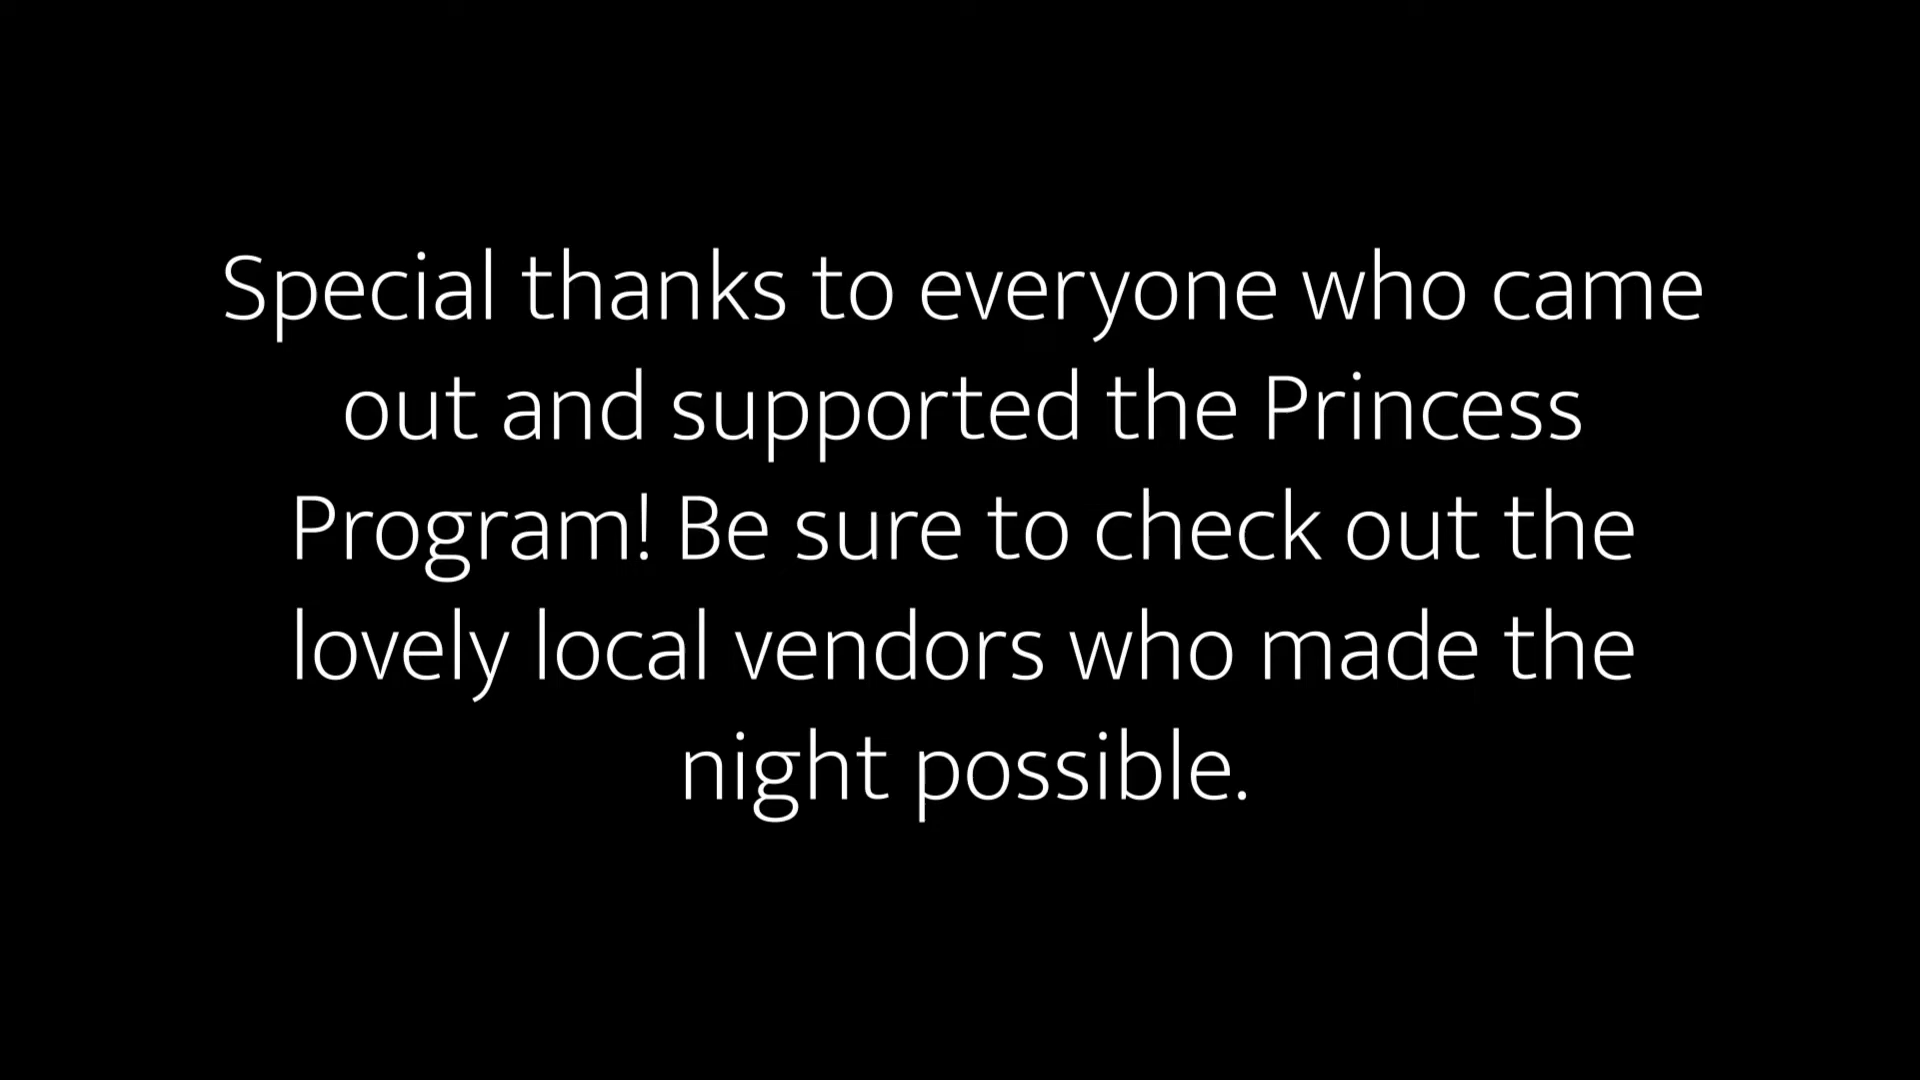 Special thanks to everyone who came
out and supported the Princess
Program! Be sure to check out the
lovely local vendors who made the
night possible.